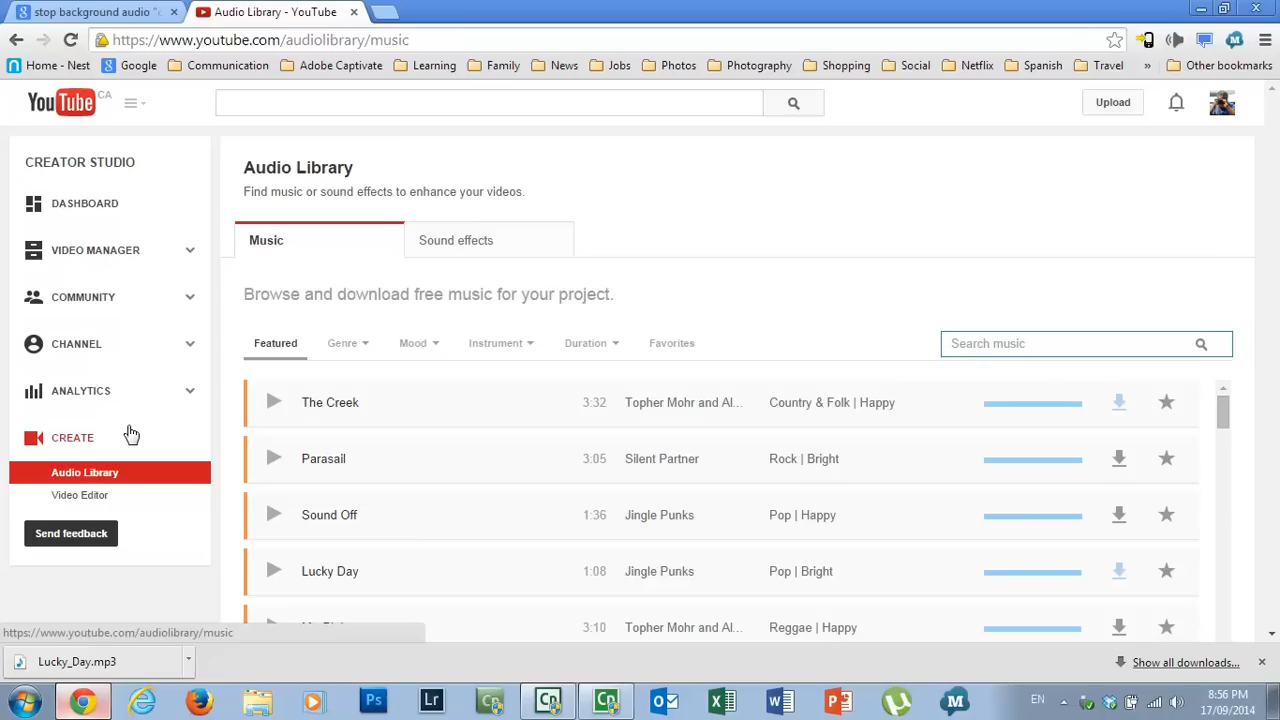 stop background audio "c
Audio Library - YouTube
https://www.youtube.com/audiolibrary/music
Home - Nest
Google
Communication
Adobe Captivate
Learning
Family
News
Jobs
Photos
Photography
Shopping
Social
Netflix
Spanish
Travel
»
Other bookmarks
YouTube CA
Upload
CREATOR STUDIO
DASHBOARD
VIDEO MANAGER
COMMUNITY
CHANNEL
ANALYTICS
CREATE
Audio Library
Video Editor
Send feedback
Audio Library
Find music or sound effects to enhance your videos.
Music
Sound effects
Browse and download free music for your project.
Featured
Genre
Mood
Instrument
Duration
Favorites
Search music
The Creek 3:32 Topher Mohr and Al... Country & Folk | Happy
Parasail 3:05 Silent Partner Rock | Bright
Sound Off 1:36 Jingle Punks Pop | Happy
Lucky Day 1:08 Jingle Punks Pop | Bright
3:10 Topher Mohr and Al... Reggae | Happy
https://www.youtube.com/audiolibrary/music
Lucky_Day.mp3
Show all downloads...
Ps
Lr
Cp
Cp
Cp
EN
8:56 PM
17/09/2014